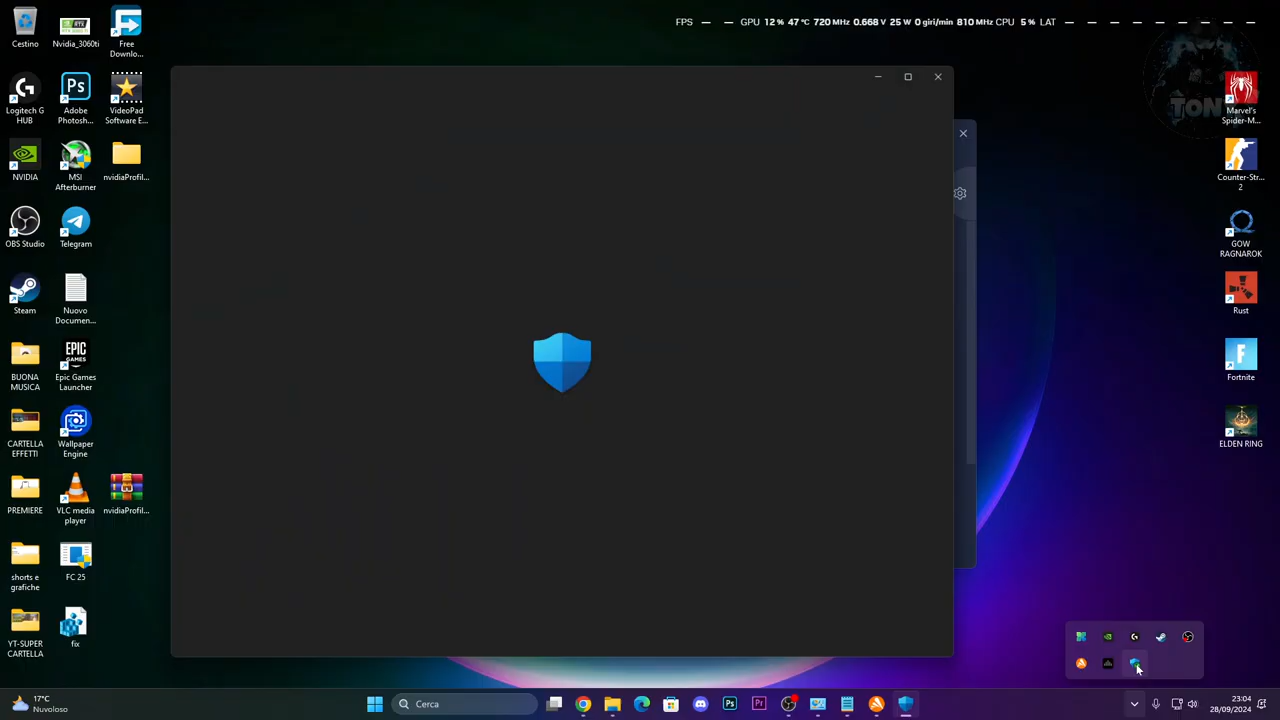 FPS — — GPU 12 % 47 °C 720 MHz 0.668 V 25 W 0 giri/min 810 MHz CPU 5 % LAT — — — — — — — —
Cestino
Nvidia_3060ti
Free
Downlo...
Logitech G
HUB
Adobe
Photosh...
VideoPad
Software E...
NVIDIA
MSI
Afterburner
nvidiaProfil...
OBS Studio
Telegram
Steam
Nuovo
Documen...
BUONA
MUSICA
Epic Games
Launcher
CARTELLA
EFFETTI
Wallpaper
Engine
PREMIERE
VLC media
player
nvidiaProfil...
shorts e
grafiche
FC 25
YT-SUPER
CARTELLA
fix
TON
Marvel's
Spider-M...
Counter-Str...
2
GOW
RAGNAROK
Rust
Fortnite
ELDEN RING
17°C
Nuvoloso
Cerca
23:04
28/09/2024